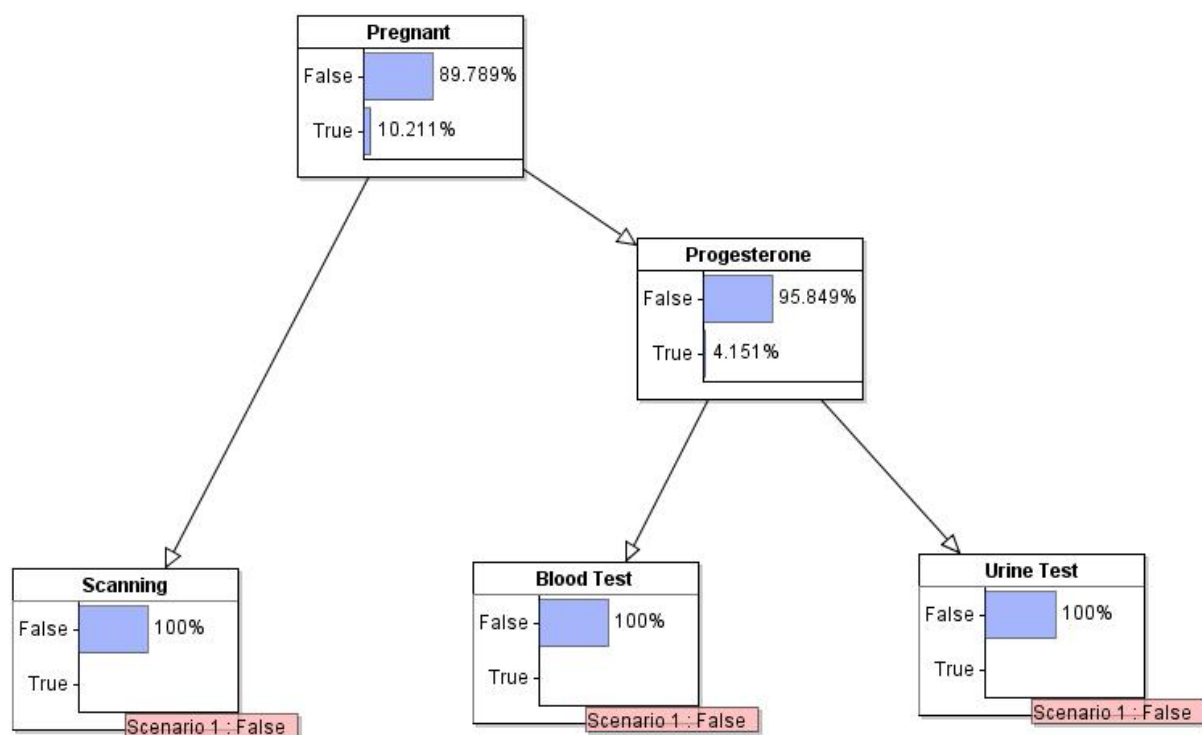 Pregnant
False 89.789%
True 10.211%
Progesterone
False 95.849%
True 4.151%
Scanning
False 100%
True
Scenario 1 : False
Blood Test
False 100%
True
Scenario 1 : False
Urine Test
False 100%
True
Scenario 1 : False